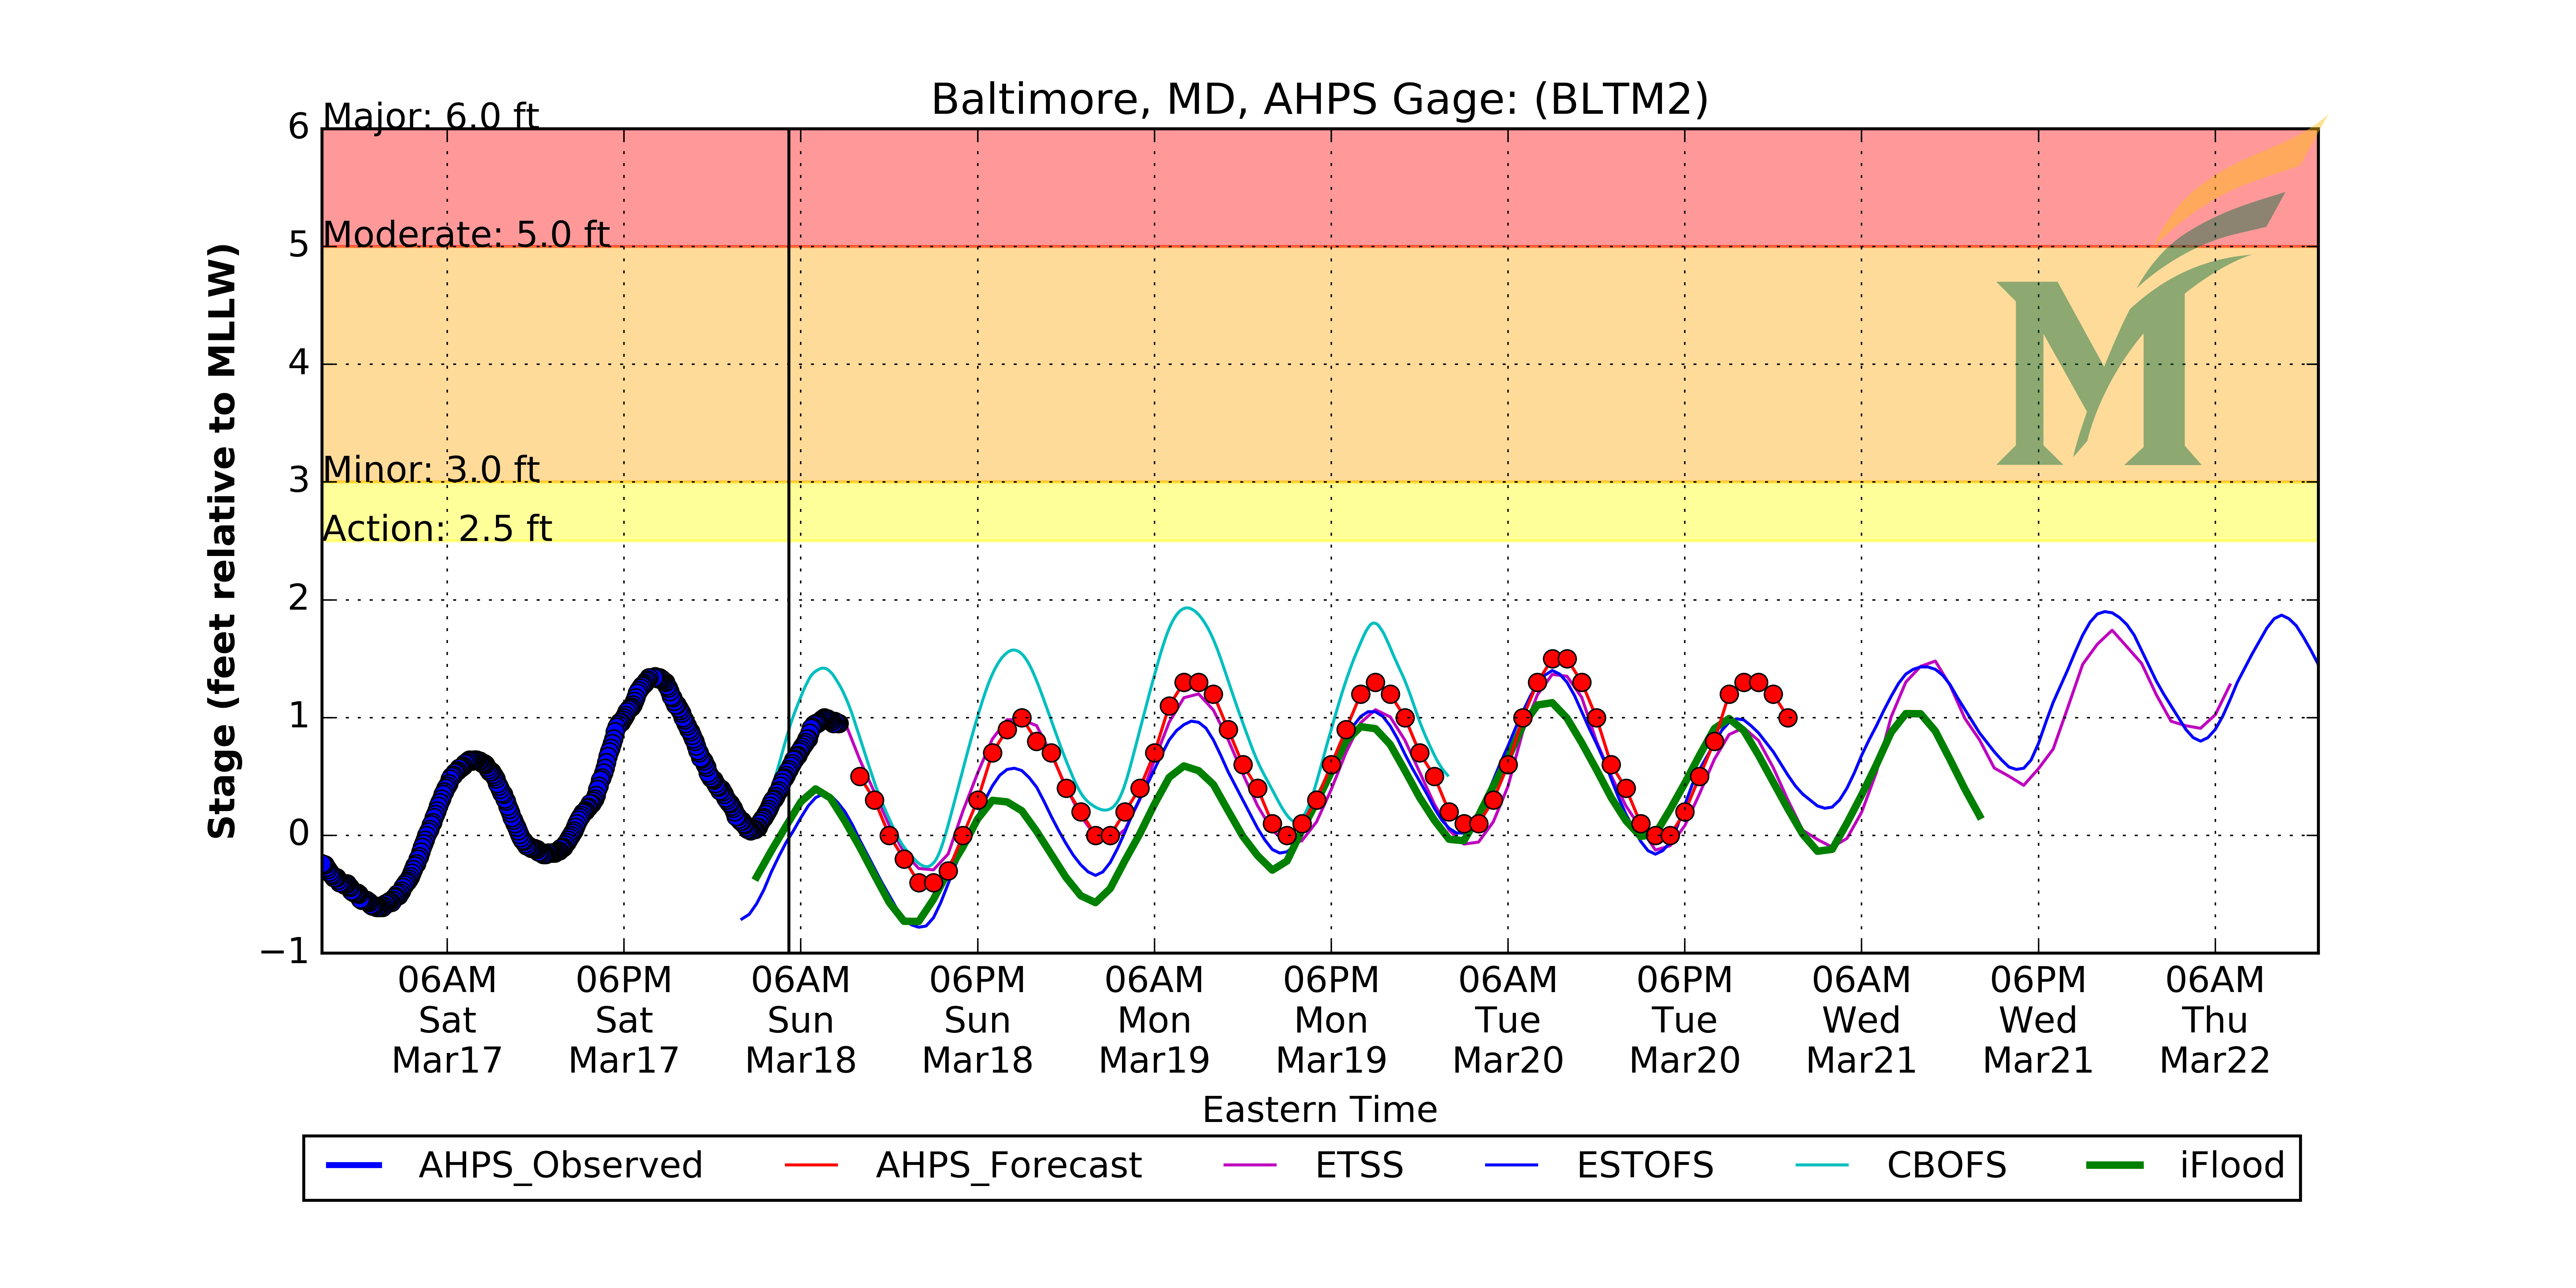 Baltimore, MD, AHPS Gage: (BLTM2)
Major: 6.0 ft
Moderate: 5.0 ft
Minor: 3.0 ft
Action: 2.5 ft
Stage (feet relative to MLLW)
6
5
4
3
2
1
0
−1
06AM 06PM 06AM 06PM 06AM 06PM 06AM 06PM 06AM 06PM 06AM
Sat Sat Sun Sun Mon Mon Tue Tue Wed Wed Thu
Mar17 Mar17 Mar18 Mar18 Mar19 Mar19 Mar20 Mar20 Mar21 Mar21 Mar22
Eastern Time
AHPS_Observed AHPS_Forecast ETSS ESTOFS CBOFS iFlood
M